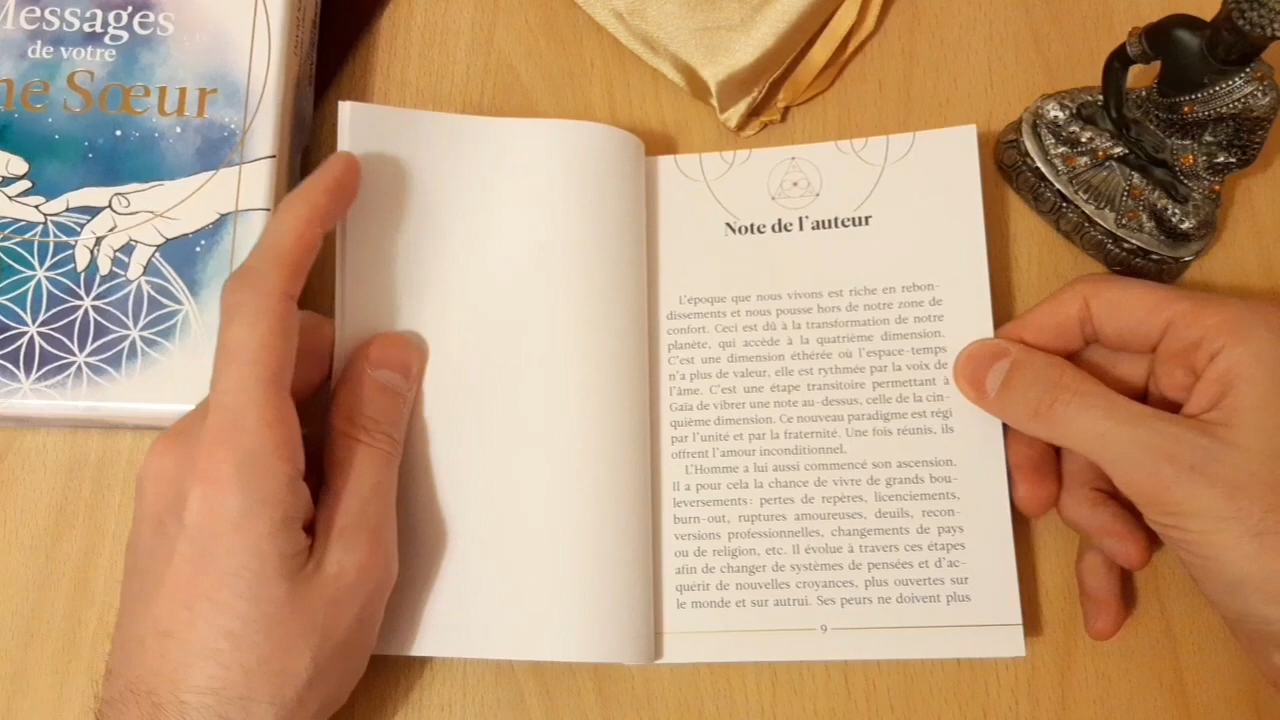 Messages
de votre
Sœur
Note de l'auteur
L'époque que nous vivons est riche en rebon-
dissements et nous pousse hors de notre zone de
confort. Ceci est dû à la transformation de notre
planète, qui accède à la quatrième dimension.
C'est une dimension éthérée où l'espace-temps
n'a plus de valeur, elle est rythmée par la voix de
l'âme. C'est une étape transitoire permettant à
Gaïa de vibrer une note au-dessus, celle de la cin-
quième dimension. Ce nouveau paradigme est régi
par l'unité et par la fraternité. Une fois réunis, ils
offrent l'amour inconditionnel.
L'Homme a lui aussi commencé son ascension.
Il a pour cela la chance de vivre de grands bou-
leversements: pertes de repères, licenciements,
burn-out, ruptures amoureuses, deuils, recon-
versions professionnelles, changements de pays
ou de religion, etc. Il évolue à travers ces étapes
afin de changer de systèmes de pensées et d'ac-
quérir de nouvelles croyances, plus ouvertes sur
le monde et sur autrui. Ses peurs ne doivent plus
9